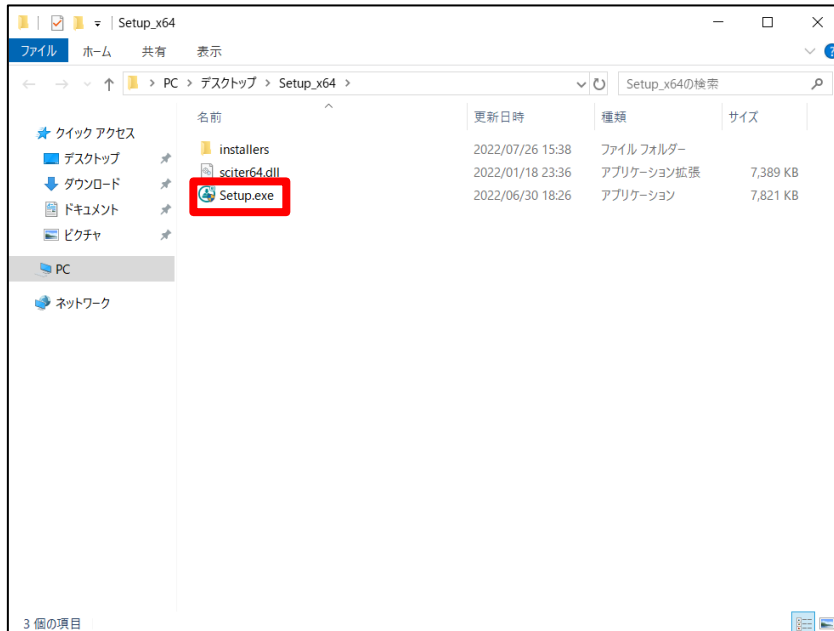 Setup_x64
ファイル ホーム 共有 表示
PC > デスクトップ > Setup_x64 > Setup_x64の検索
名前 更新日時 種類 サイズ
クイック アクセス
デスクトップ
ダウンロード
ドキュメント
ピクチャ
PC
ネットワーク
installers 2022/07/26 15:38 ファイル フォルダー
sciter64.dll 2022/01/18 23:36 アプリケーション拡張 7,389 KB
Setup.exe 2022/06/30 18:26 アプリケーション 7,821 KB
3 個の項目